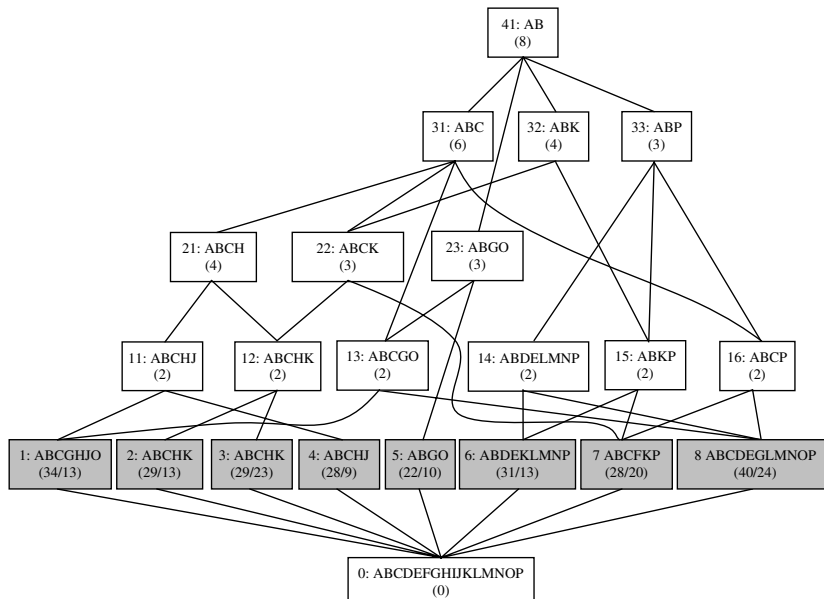 41: AB
(8)
31: ABC
(6)
32: ABK
(4)
33: ABP
(3)
21: ABCH
(4)
22: ABCK
(3)
23: ABGO
(3)
11: ABCHJ
(2)
12: ABCHK
(2)
13: ABCGO
(2)
14: ABDELMNP
(2)
15: ABKP
(2)
16: ABCP
(2)
1: ABCGHJO
(34/13)
2: ABCHK
(29/13)
3: ABCHK
(29/23)
4: ABCHJ
(28/9)
5: ABGO
(22/10)
6: ABDEKLMNP
(31/13)
7 ABCFKP
(28/20)
8 ABCDEGLMNOP
(40/24)
0: ABCDEFGHIJKLMNOP
(0)